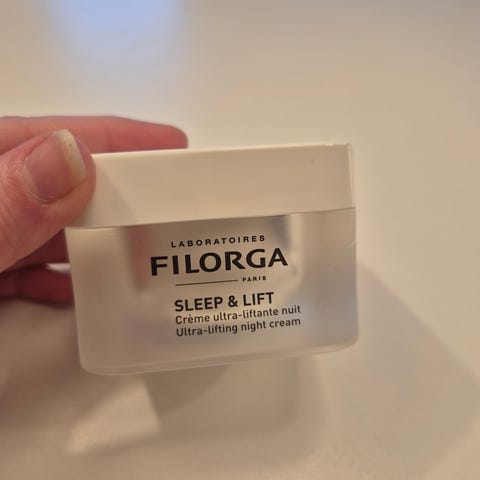 LABORATOIRES
FILORGA
PARIS
SLEEP & LIFT
Crème ultra-liftante nuit
Ultra-lifting night cream